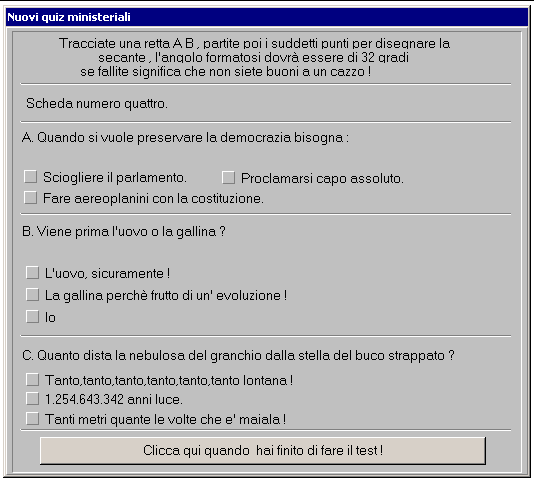 Nuovi quiz ministeriali
Tracciate una retta A B , partite poi i suddetti punti per disegnare la
secante , l'angolo formatosi dovrà essere di 32 gradi
se fallite significa che non siete buoni a un cazzo !
Scheda numero quattro.
A. Quando si vuole preservare la democrazia bisogna :
Sciogliere il parlamento. Proclamarsi capo assoluto.
Fare aereoplanini con la costituzione.
B. Viene prima l'uovo o la gallina ?
L'uovo, sicuramente !
La gallina perchè frutto di un' evoluzione !
Io
C. Quanto dista la nebulosa del granchio dalla stella del buco strappato ?
Tanto,tanto,tanto,tanto,tanto,tanto lontana !
1.254.643.342 anni luce.
Tanti metri quante le volte che e' maiala !
Clicca qui quando hai finito di fare il test !